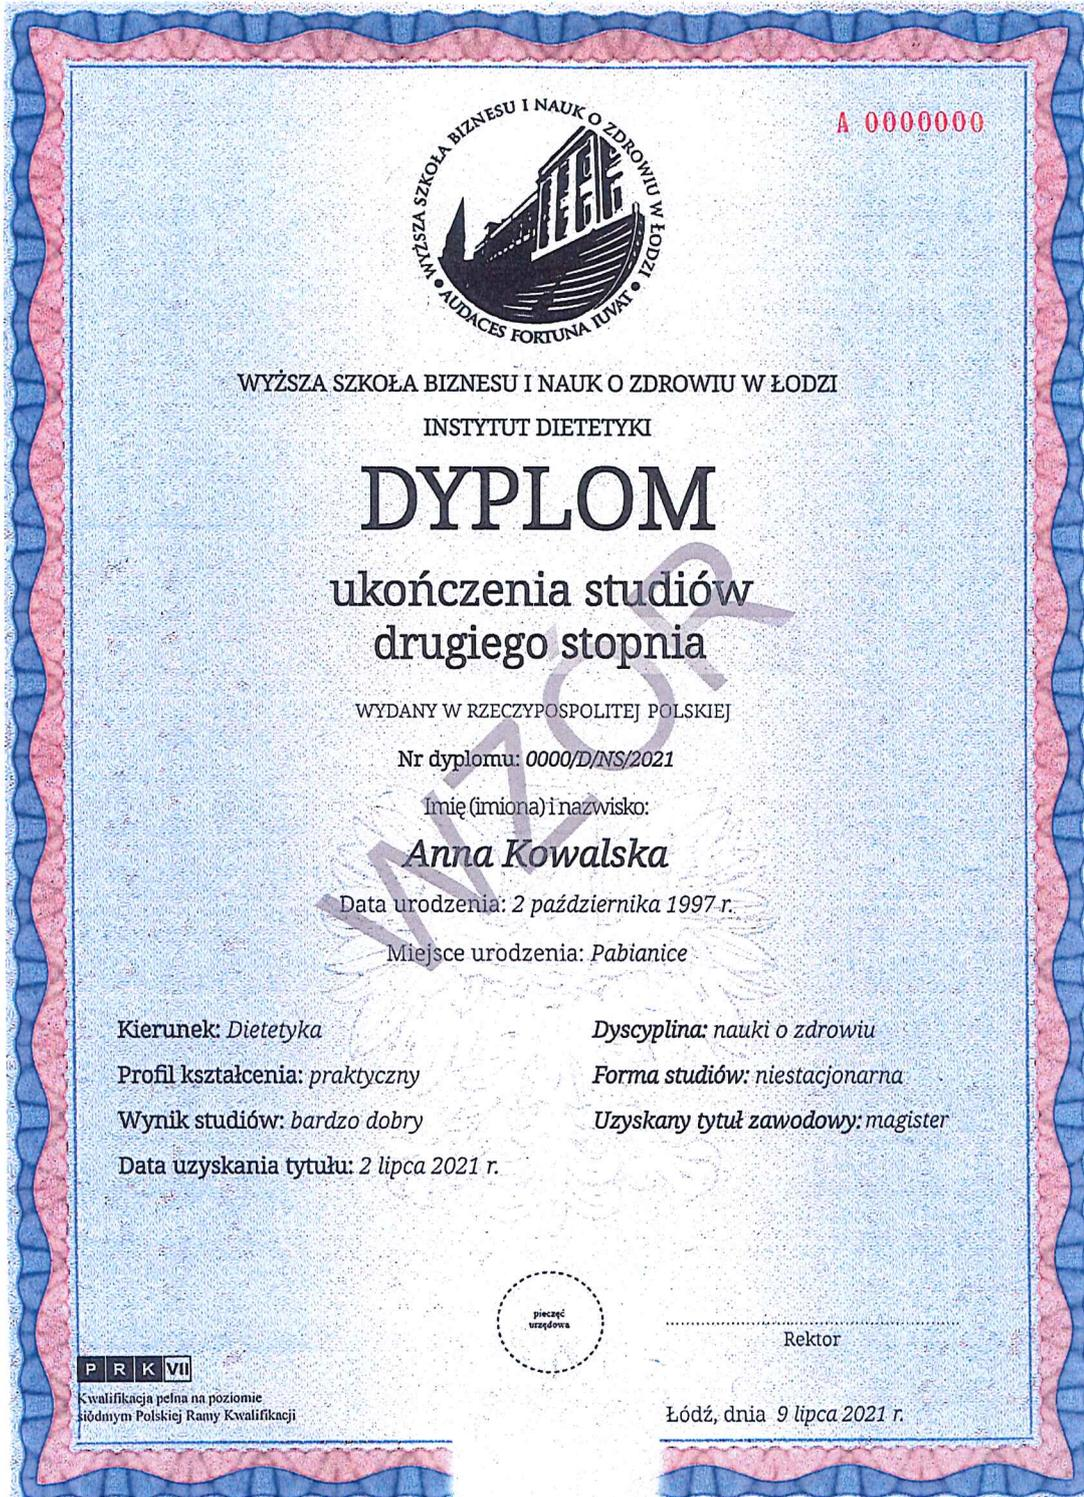 A 0000000
WYŻSZA SZKOŁA BIZNESU I NAUK O ZDROWIU W ŁODZI
• AUDACES FORTUNA IUVAT •
WYŻSZA SZKOŁA BIZNESU I NAUK O ZDROWIU W ŁODZI
INSTYTUT DIETETYKI
DYPLOM
ukończenia studiów
drugiego stopnia
WYDANY W RZECZYPOSPOLITEJ POLSKIEJ
Nr dyplomu: 0000/D/NS/2021
Imię (imiona) i nazwisko:
Anna Kowalska
Data urodzenia: 2 października 1997 r.
Miejsce urodzenia: Pabianice
WZÓR
Kierunek: Dietetyka
Profil kształcenia: praktyczny
Wynik studiów: bardzo dobry
Data uzyskania tytułu: 2 lipca 2021 r.
Dyscyplina: nauki o zdrowiu
Forma studiów: niestacjonarna
Uzyskany tytuł zawodowy: magister
pieczęć
urzędowa
Rektor
P R K VII
Kwalifikacja pełna na poziomie
siódmym Polskiej Ramy Kwalifikacji
Łódź, dnia 9 lipca 2021 r.